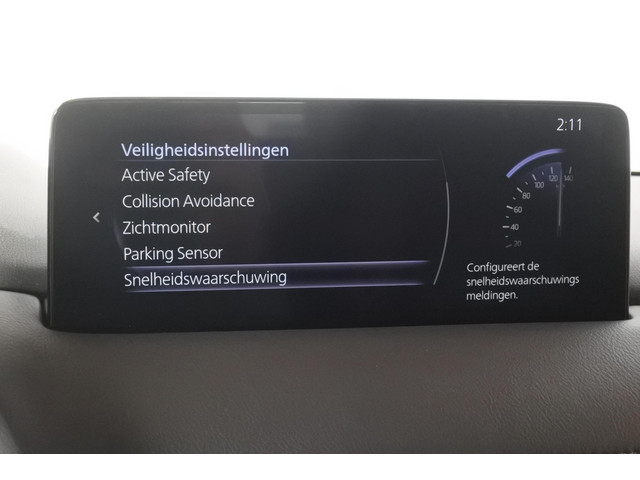 2:11
Veiligheidsinstellingen
Active Safety
Collision Avoidance
Zichtmonitor
Parking Sensor
Snelheidswaarschuwing
20
40
60
80
100
120
140
Configureert de
snelheidswaarschuwings
meldingen.